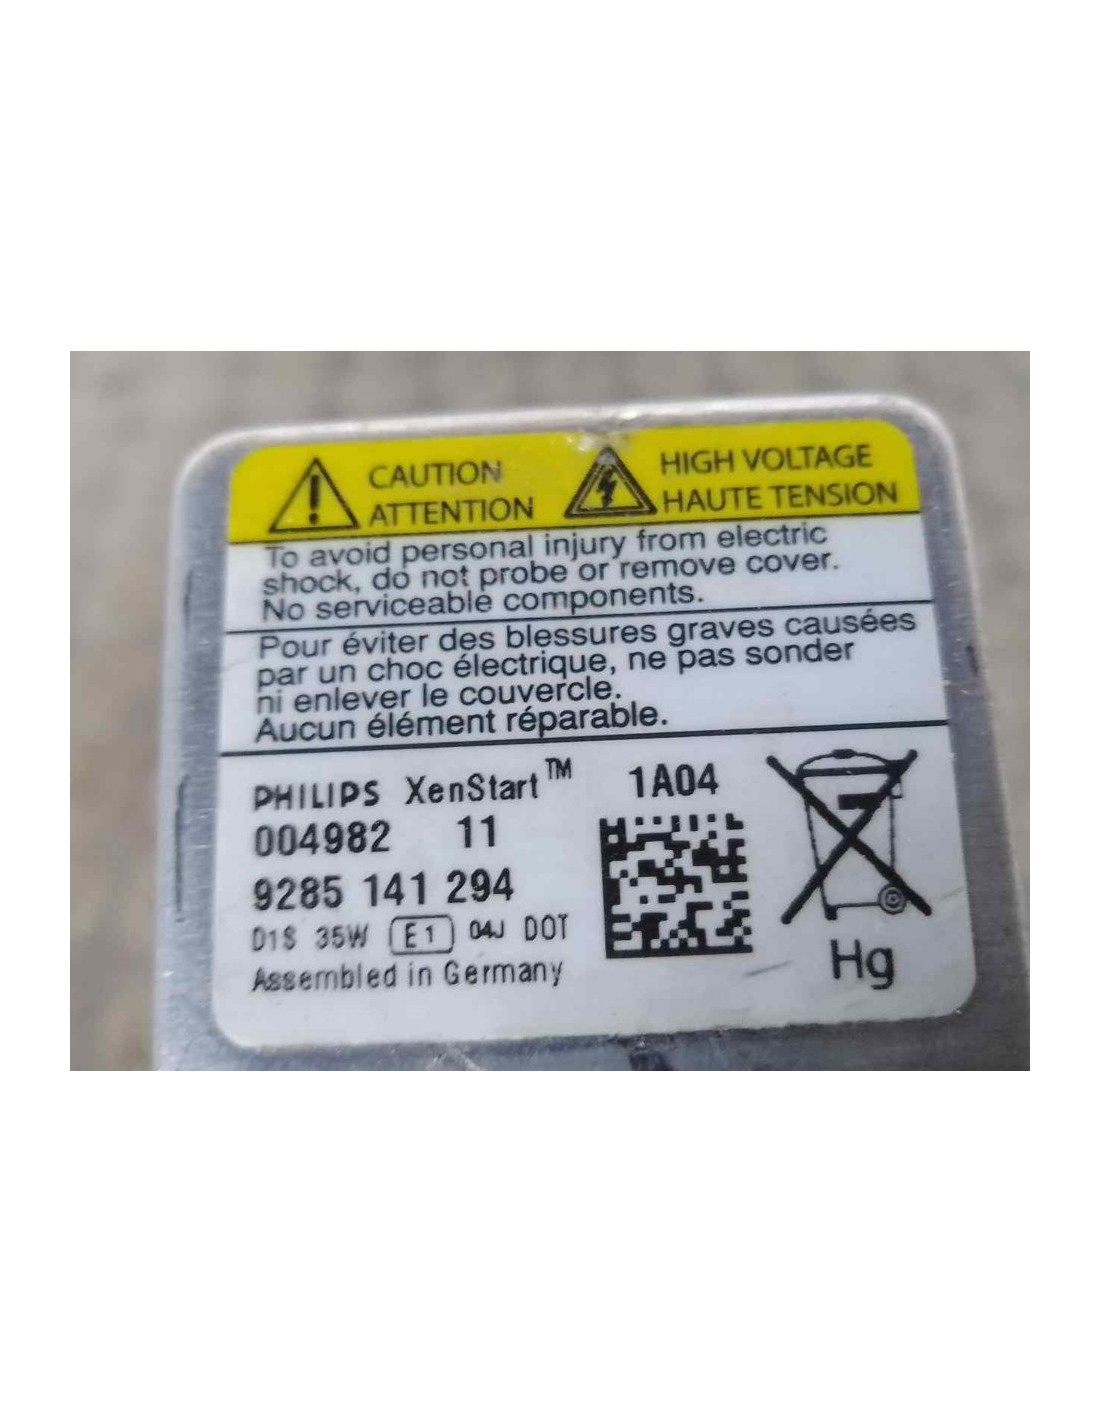 CAUTION
ATTENTION
HIGH VOLTAGE
HAUTE TENSION
To avoid personal injury from electric
shock, do not probe or remove cover.
No serviceable components.
Pour éviter des blessures graves causées
par un choc électrique, ne pas sonder
ni enlever le couvercle.
Aucun élément réparable.
PHILIPS XenStart™ 1A04
004982 11
9285 141 294
D1S 35W E1 04J DOT
Assembled in Germany
Hg